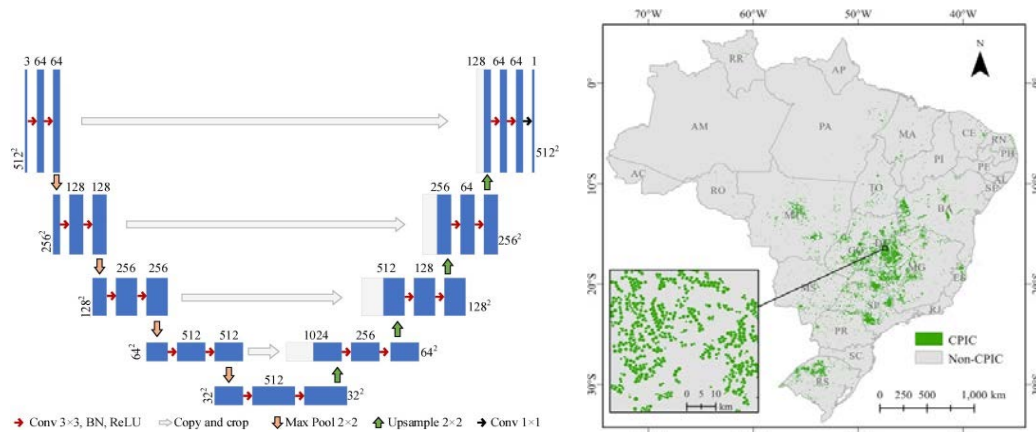 3 64 64
128 64 64 1
512²
512²
128 128
256 64
256²
256²
256 256
512 128
128²
128²
512 512
1024 256
64²
64²
512
32²
32²
Conv 3×3, BN, ReLU
Copy and crop
Max Pool 2×2
Upsample 2×2
Conv 1×1
70°W 60°W 50°W 40°W
N
0°
10°S
20°S
30°S
0°
10°S
20°S
30°S
RR
AP
AM
PA
MA
CE
RN
PB
PI
PE
AL
SE
AC
RO
TO
BA
MT
GO
DF
MG
ES
MS
SP
RJ
PR
SC
RS
CPIC
Non-CPIC
0 5 10 km
0 250 500 1,000 km